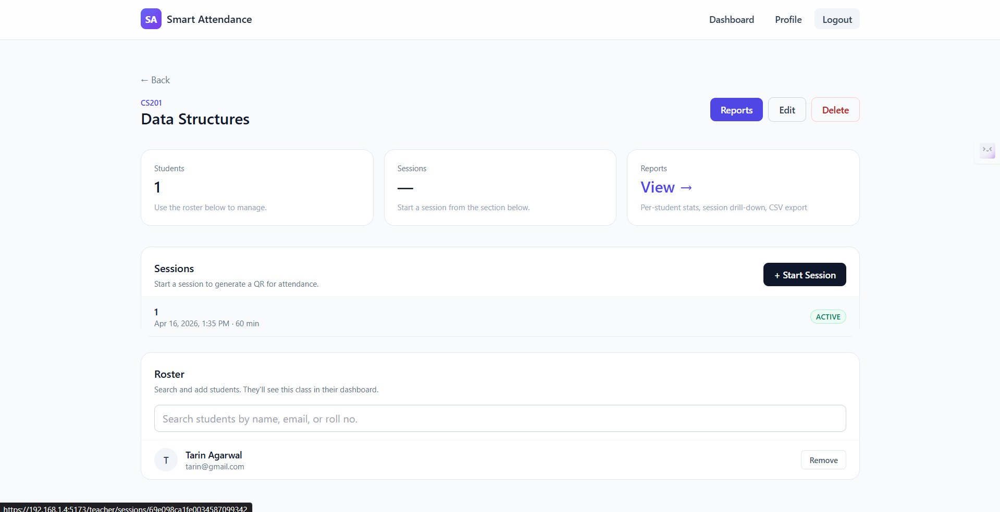 SA Smart Attendance Dashboard Profile Logout
← Back
CS201
Data Structures
Reports Edit Delete
Students
1
Use the roster below to manage.
Sessions
—
Start a session from the section below.
Reports
View →
Per-student stats, session drill-down, CSV export
Sessions
Start a session to generate a QR for attendance.
+ Start Session
1
Apr 16, 2026, 1:35 PM · 60 min
ACTIVE
Roster
Search and add students. They'll see this class in their dashboard.
Search students by name, email, or roll no.
T
Tarin Agarwal
tarin@gmail.com
Remove
https://192.168.1.4:5173/teacher/sessions/69e098ca1fe0034587099342